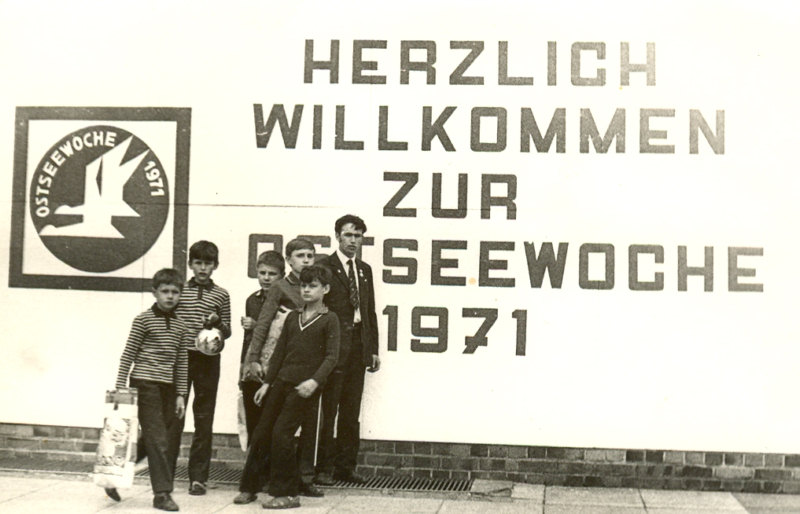 OSTSEEWOCHE 1971
HERZLICH
WILLKOMMEN
ZUR
OSTSEEWOCHE
1971